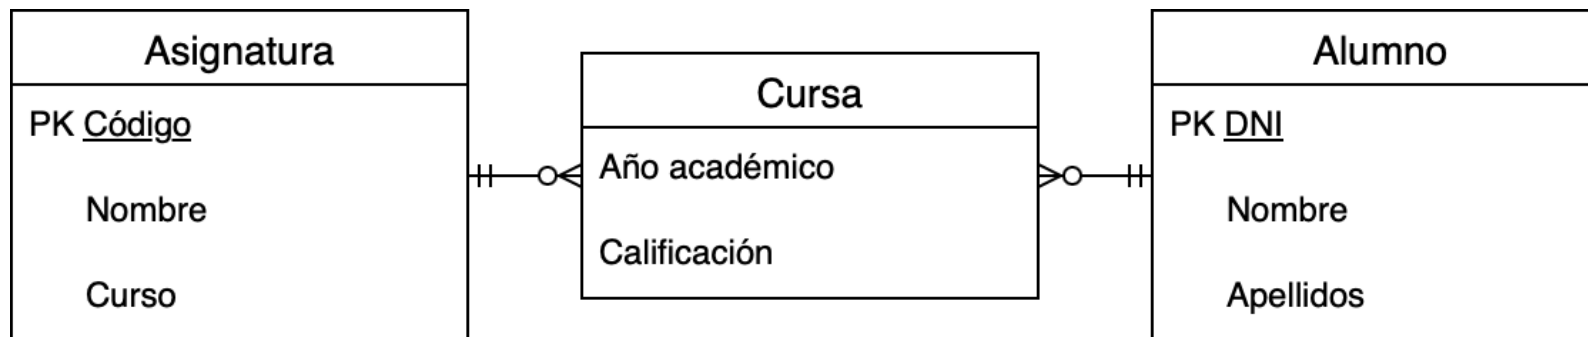 Asignatura
PK Código
Nombre
Curso
Cursa
Año académico
Calificación
Alumno
PK DNI
Nombre
Apellidos